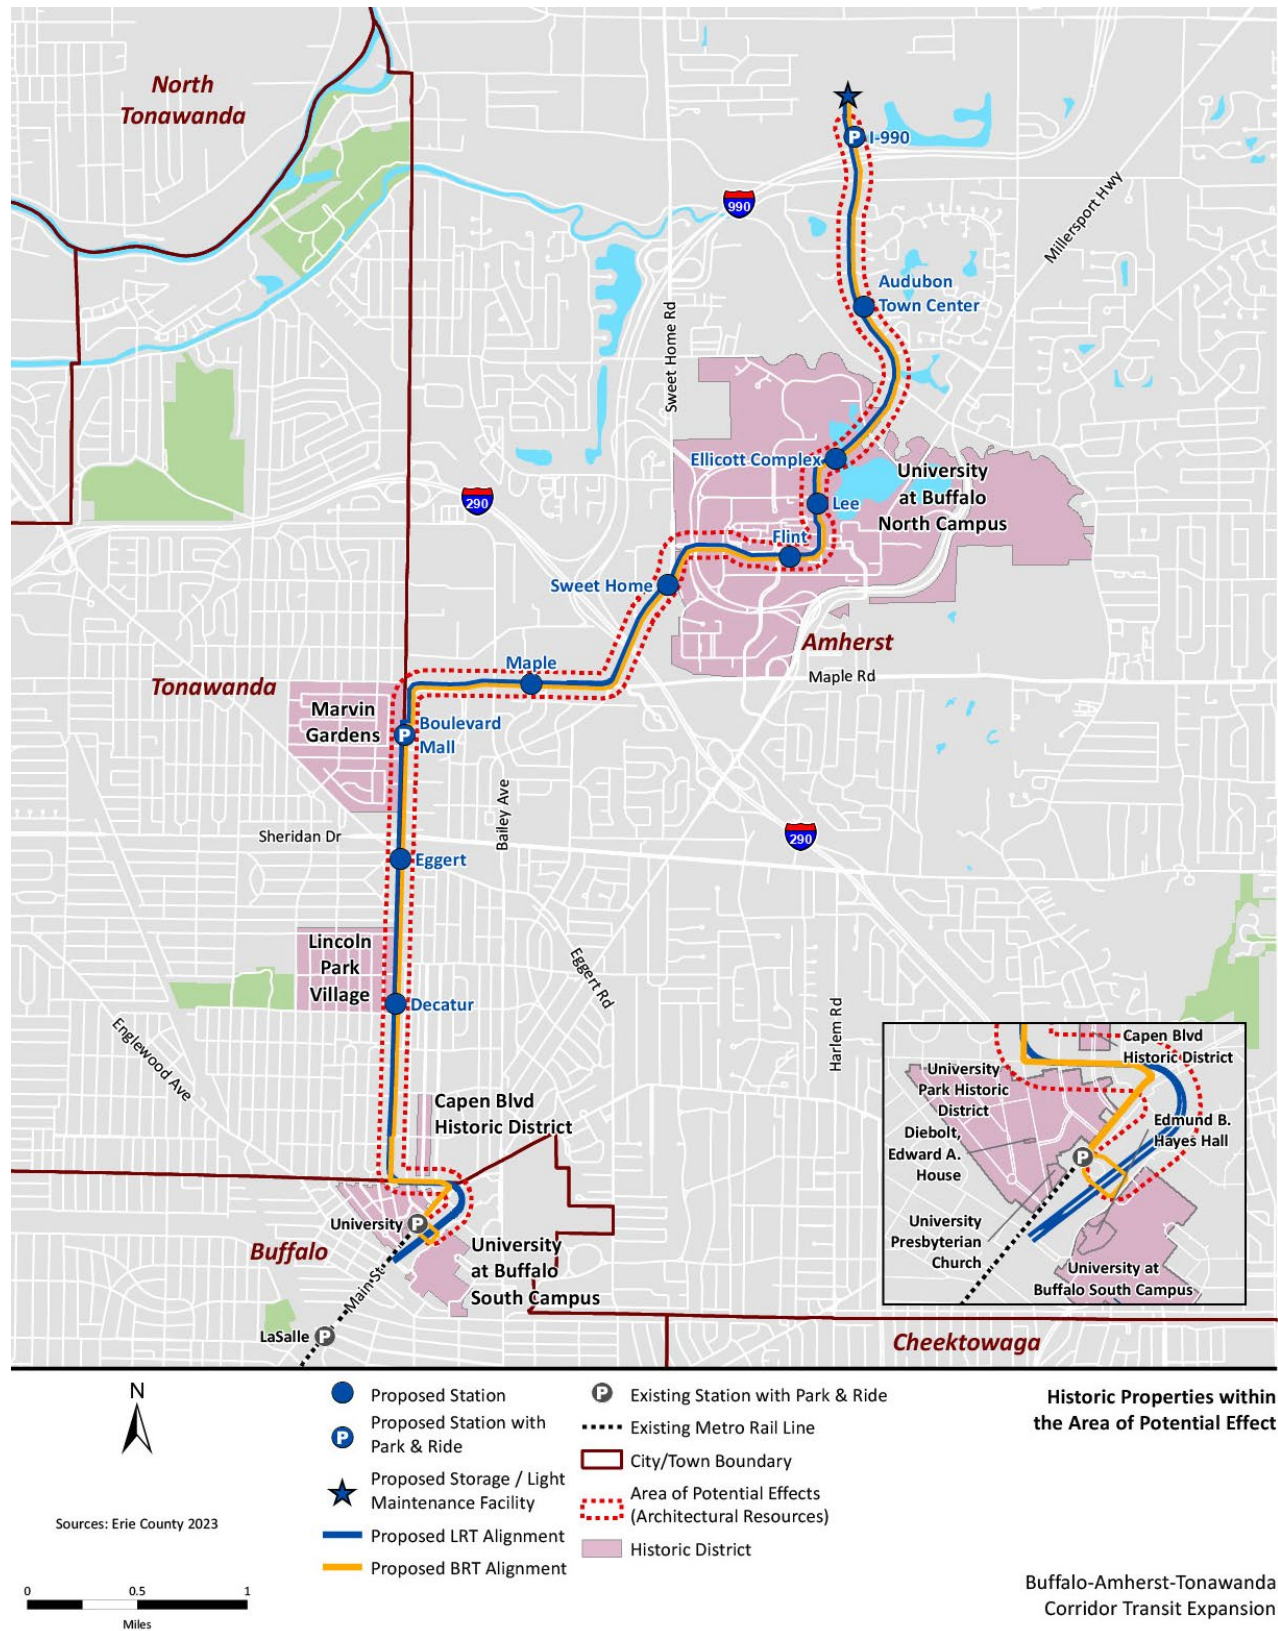 North
Tonawanda
I-990
990
Millersport Hwy
Audubon
Town Center
Sweet Home Rd
Ellicott Complex
University
at Buffalo
North Campus
290
Lee
Flint
Sweet Home
Amherst
Maple
Maple Rd
Tonawanda
Marvin
Gardens
Boulevard
Mall
Bailey Ave
Sheridan Dr
290
Eggert
Lincoln
Park
Village
Eggert Rd
Decatur
Harlem Rd
Englewood Ave
Capen Blvd
Historic District
University
Buffalo
University
at Buffalo
South Campus
Main St
LaSalle
Cheektowaga
Capen Blvd
Historic District
University
Park Historic
District
Diebolt,
Edward A.
House
Edmund B.
Hayes Hall
University
Presbyterian
Church
University at
Buffalo South Campus
N
Sources: Erie County 2023
0 0.5 1
Miles
Proposed Station
Proposed Station with
Park & Ride
Proposed Storage / Light
Maintenance Facility
Proposed LRT Alignment
Proposed BRT Alignment
Existing Station with Park & Ride
Existing Metro Rail Line
City/Town Boundary
Area of Potential Effects
(Architectural Resources)
Historic District
Historic Properties within
the Area of Potential Effect
Buffalo-Amherst-Tonawanda
Corridor Transit Expansion
P
P
P
P
P
P
P